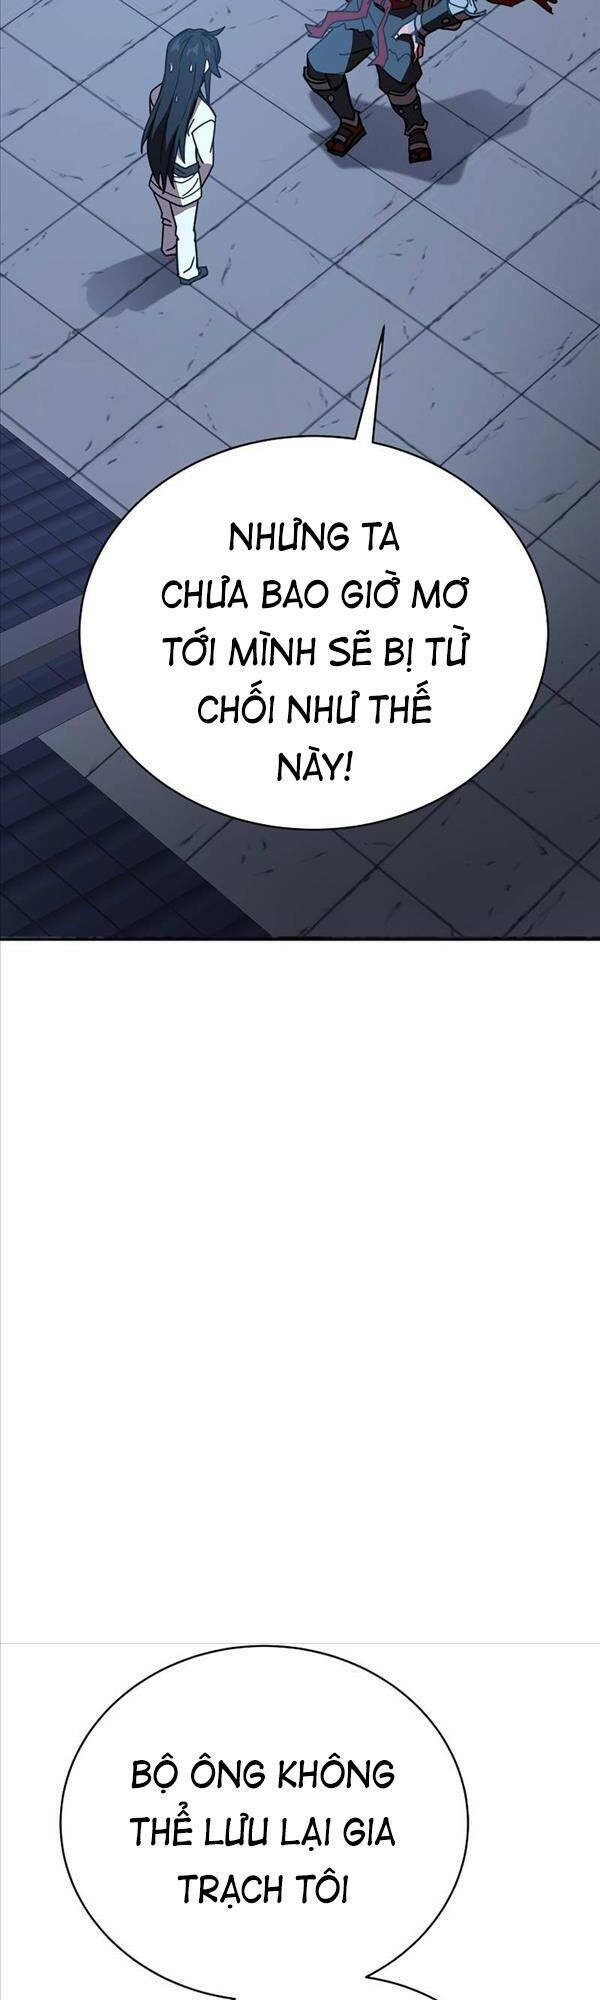 NHƯNG TA
CHƯA BAO GIỜ MƠ
TỚI MÌNH SẼ BỊ TỪ
CHỐI NHƯ THẾ
NÀY!
BỘ ÔNG KHÔNG
THỂ LƯU LẠI GIA
TRẠCH TÔI